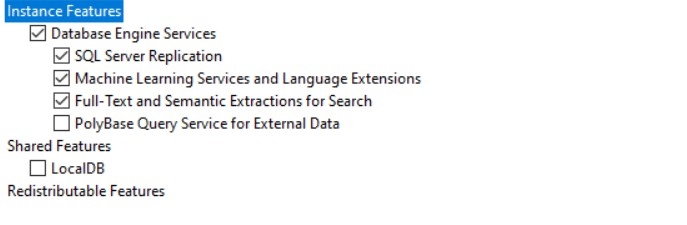 Instance Features
Database Engine Services
SQL Server Replication
Machine Learning Services and Language Extensions
Full-Text and Semantic Extractions for Search
PolyBase Query Service for External Data
Shared Features
LocalDB
Redistributable Features